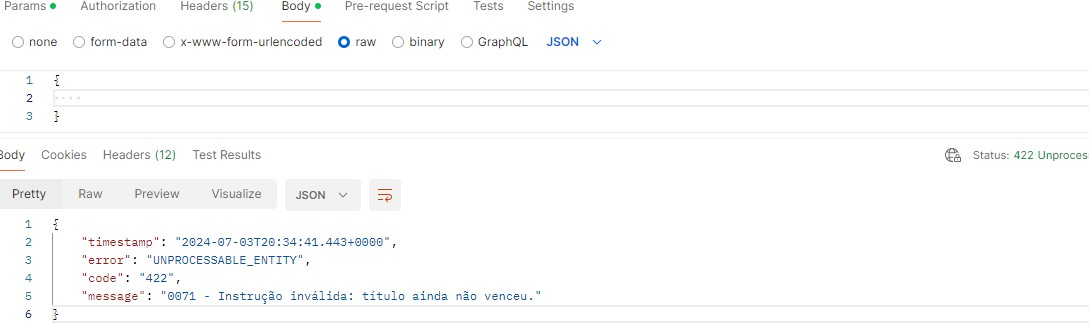 Params Authorization Headers (15) Body Pre-request Script Tests Settings
none form-data x-www-form-urlencoded raw binary GraphQL JSON
1 {
2 ····
3 }
Body Cookies Headers (12) Test Results Status: 422 Unproces
Pretty Raw Preview Visualize JSON
1 {
2 "timestamp": "2024-07-03T20:34:41.443+0000",
3 "error": "UNPROCESSABLE_ENTITY",
4 "code": "422",
5 "message": "0071 - Instrução inválida: título ainda não venceu."
6 }